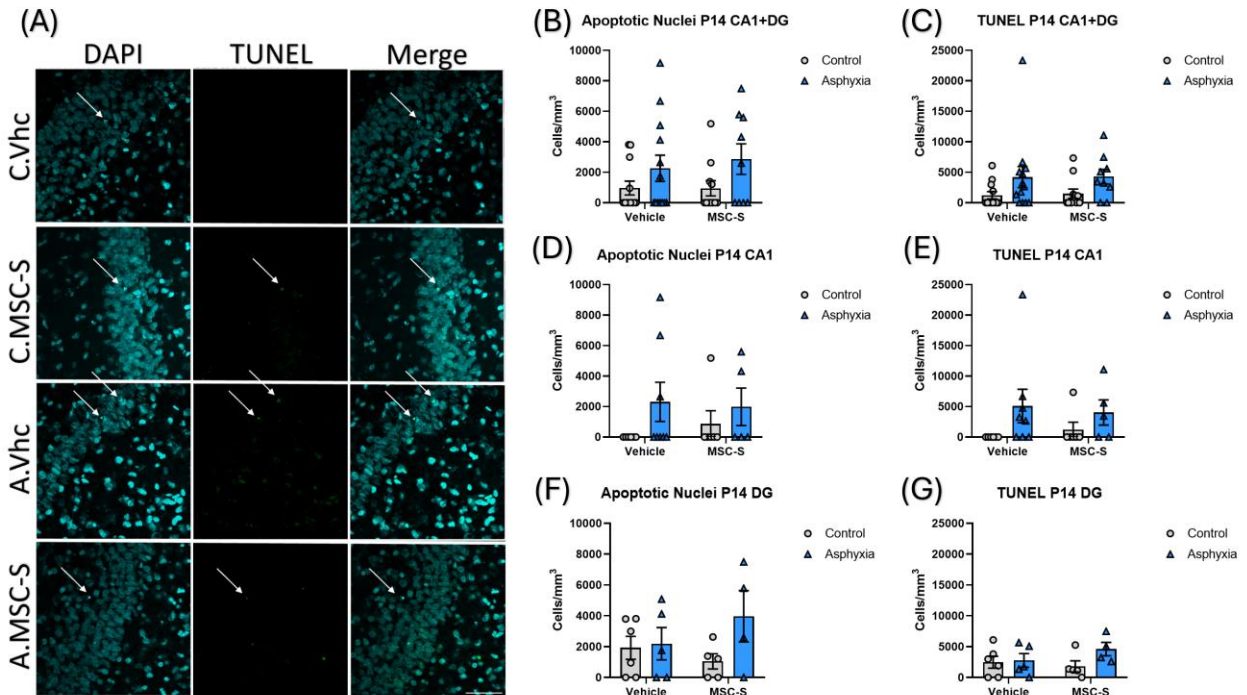 (A)
DAPI TUNEL Merge
C.Vhc
C.MSC-S
A.Vhc
A.MSC-S
(B)
Apoptotic Nuclei P14 CA1+DG
Cells/mm³
10000
8000
6000
4000
2000
0
Vehicle MSC-S
Control
Asphyxia
(C)
TUNEL P14 CA1+DG
Cells/mm³
25000
20000
15000
10000
5000
0
Vehicle MSC-S
Control
Asphyxia
(D)
Apoptotic Nuclei P14 CA1
Cells/mm³
10000
8000
6000
4000
2000
0
Vehicle MSC-S
Control
Asphyxia
(E)
TUNEL P14 CA1
Cells/mm³
25000
20000
15000
10000
5000
0
Vehicle MSC-S
Control
Asphyxia
(F)
Apoptotic Nuclei P14 DG
Cells/mm³
10000
8000
6000
4000
2000
0
Vehicle MSC-S
Control
Asphyxia
(G)
TUNEL P14 DG
Cells/mm³
25000
20000
15000
10000
5000
0
Vehicle MSC-S
Control
Asphyxia